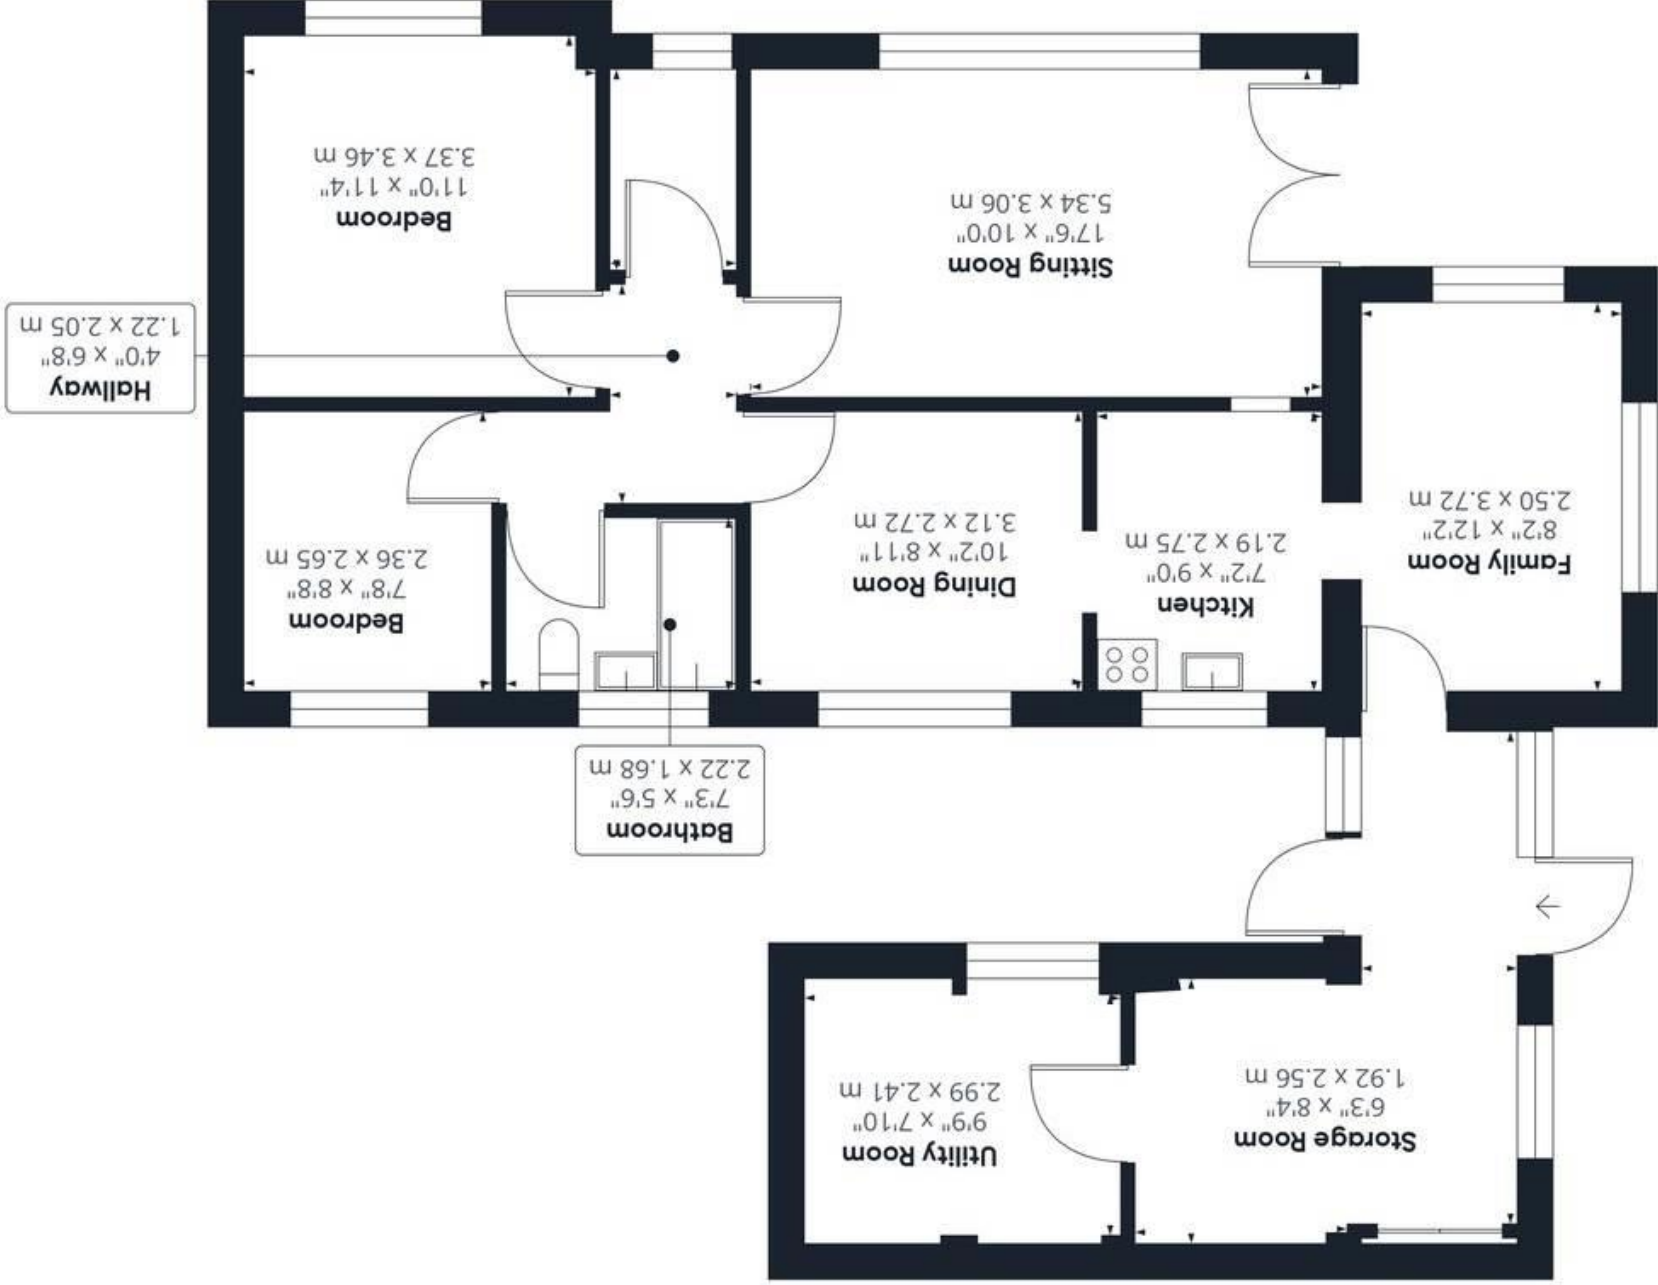 Storage Room
6'3" x 8'4"
1.92 x 2.56 m
Utility Room
9'9" x 7'10"
2.99 x 2.41 m
Bathroom
7'3" x 5'6"
2.22 x 1.68 m
Family Room
8'2" x 12'2"
2.50 x 3.72 m
Kitchen
7'2" x 9'0"
2.19 x 2.75 m
Dining Room
10'2" x 8'11"
3.12 x 2.72 m
Bedroom
7'8" x 8'8"
2.36 x 2.65 m
Hallway
4'0" x 6'8"
1.22 x 2.05 m
Sitting Room
17'6" x 10'0"
5.34 x 3.06 m
Bedroom
11'0" x 11'4"
3.37 x 3.46 m